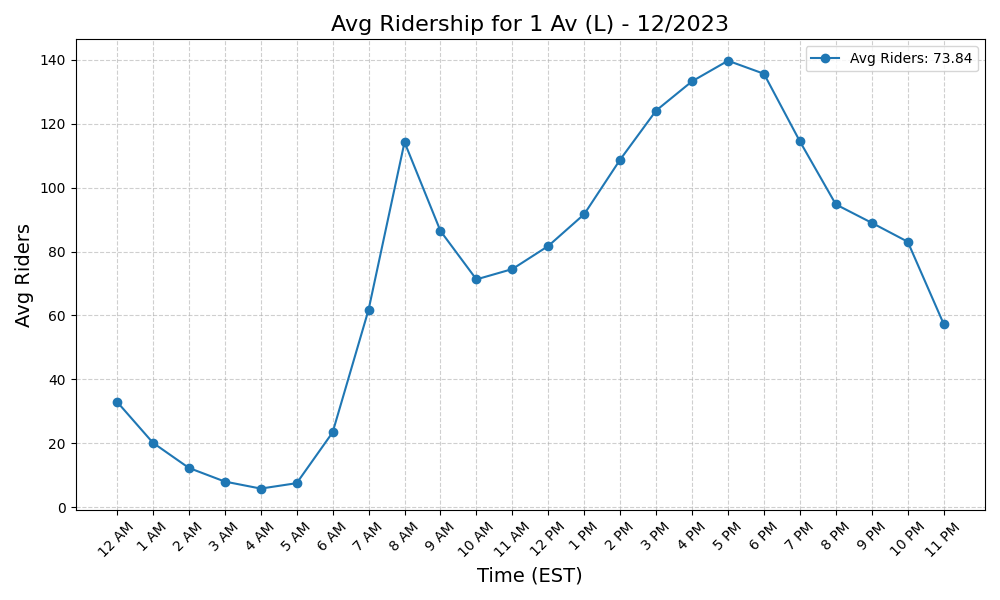 Avg Ridership for 1 Av (L) - 12/2023
Avg Riders: 73.84
Avg Riders
140
120
100
80
60
40
20
0
12 AM
1 AM
2 AM
3 AM
4 AM
5 AM
6 AM
7 AM
8 AM
9 AM
10 AM
11 AM
12 PM
1 PM
2 PM
3 PM
4 PM
5 PM
6 PM
7 PM
8 PM
9 PM
10 PM
11 PM
Time (EST)